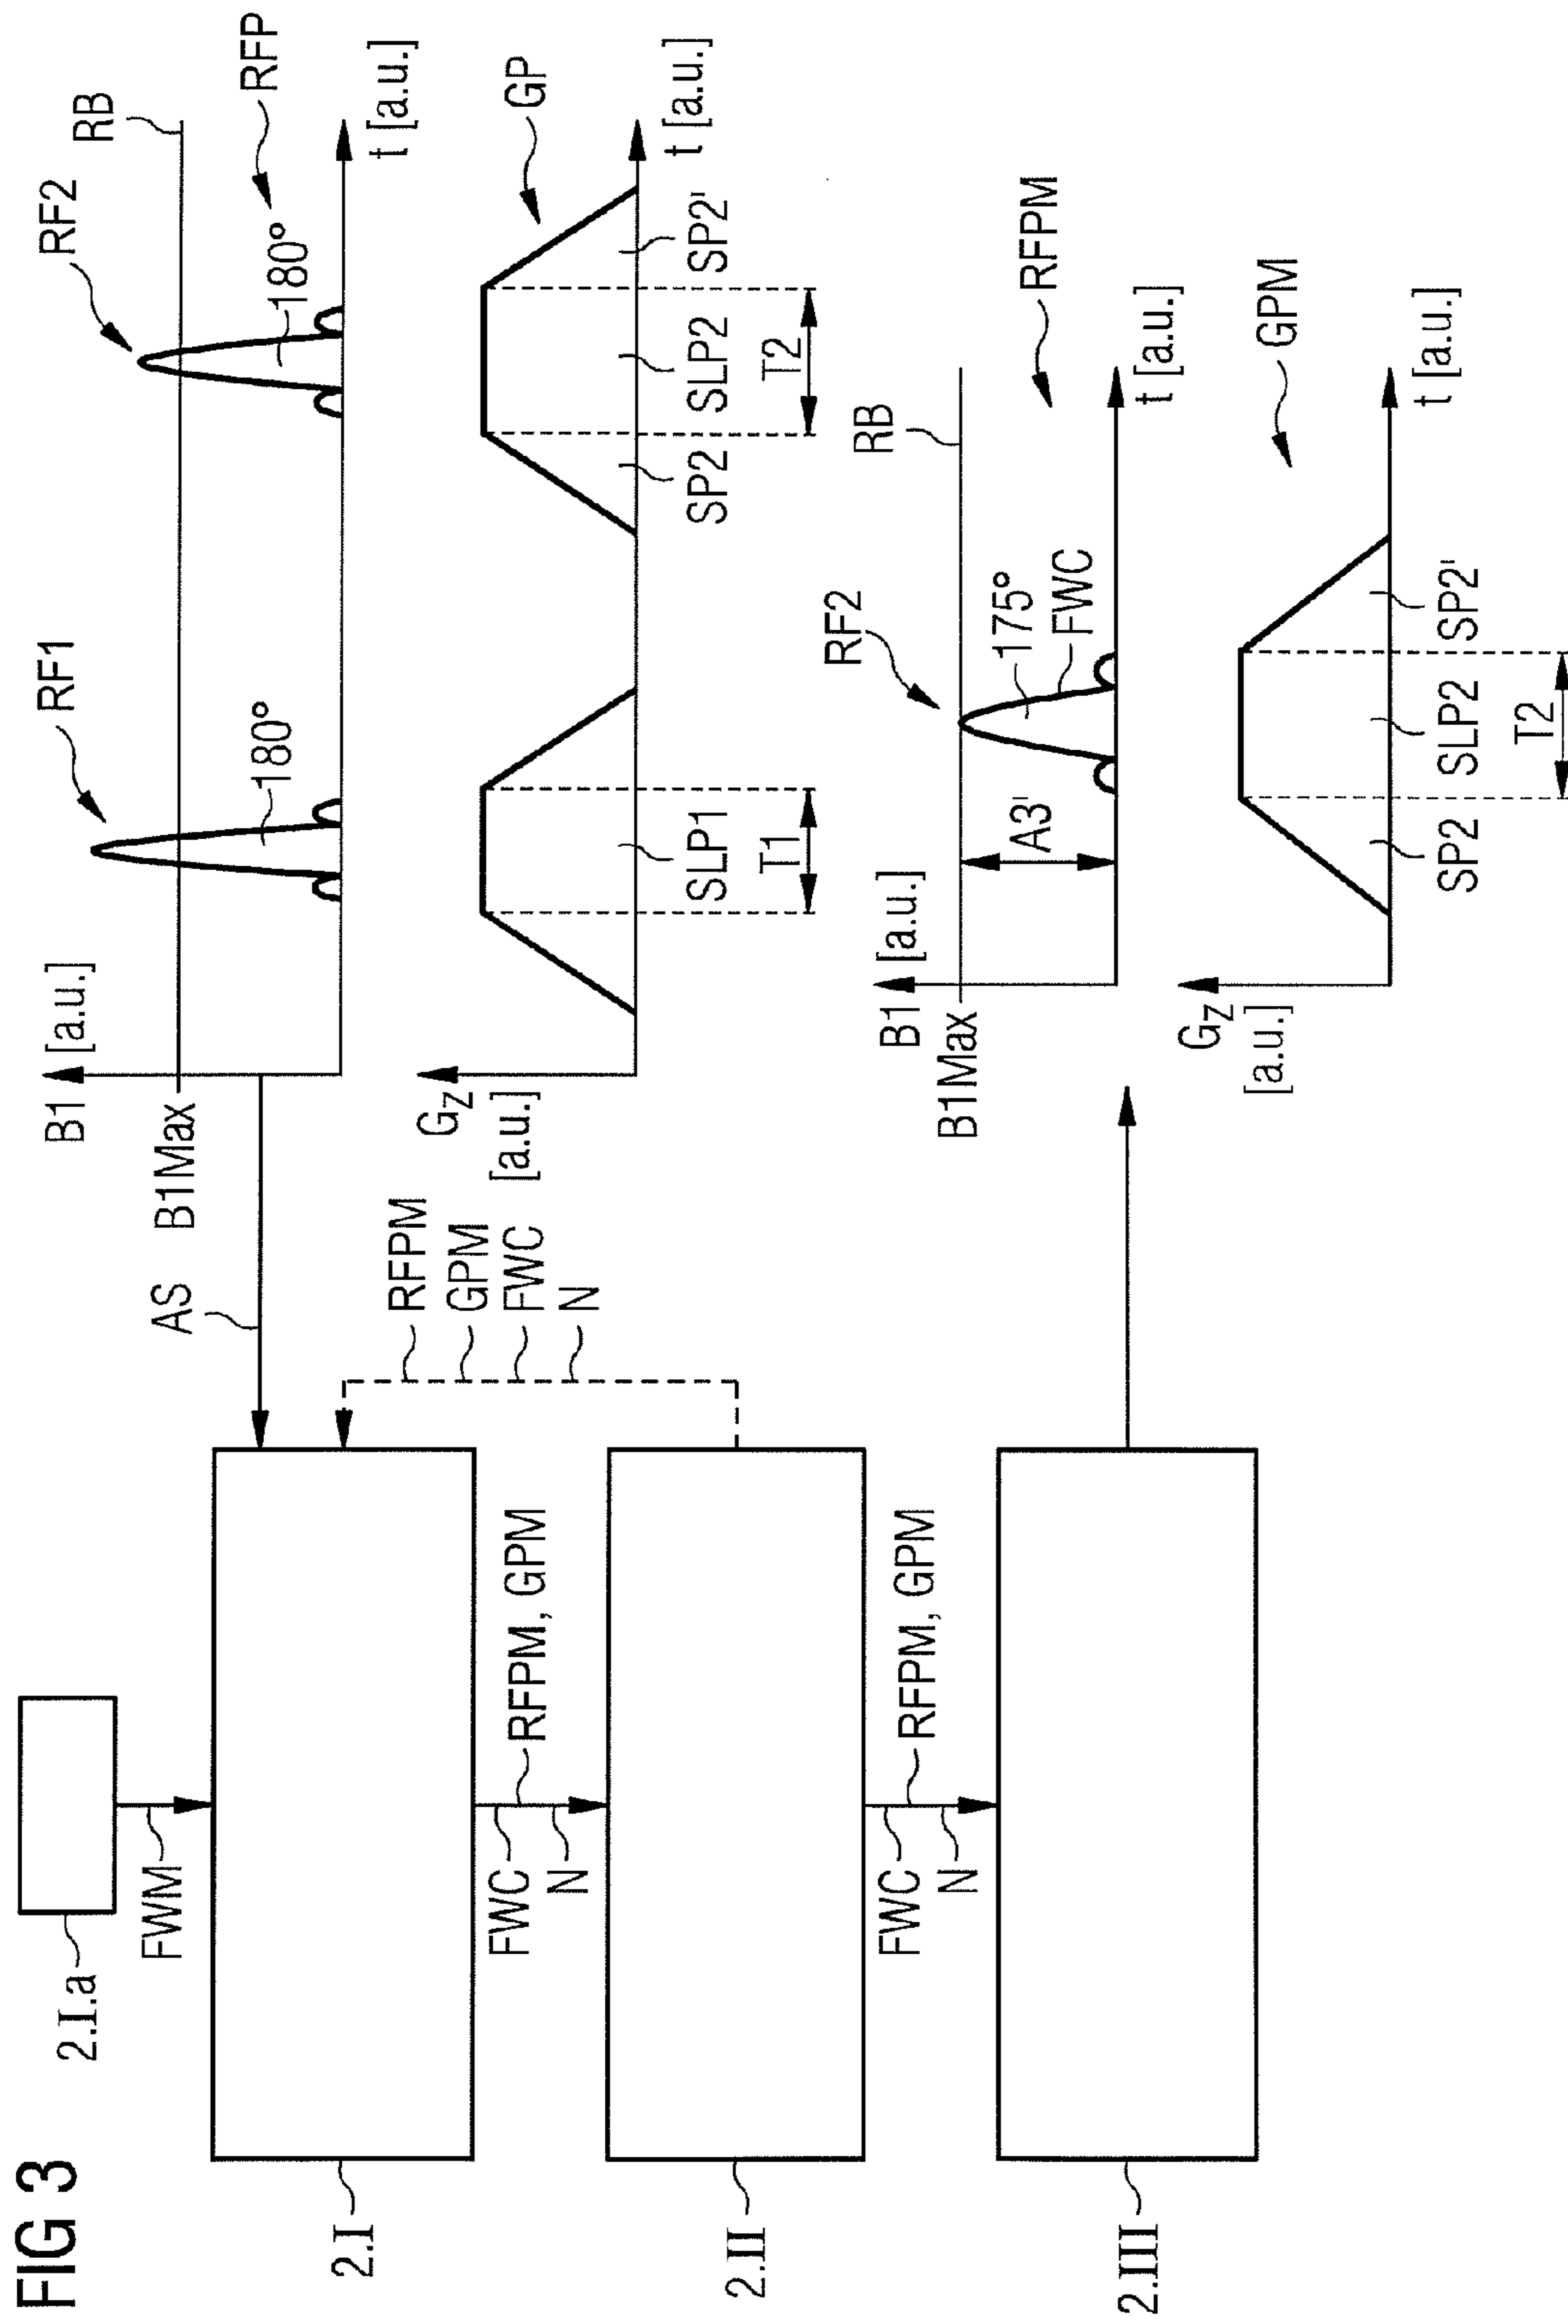 FIG 3
2.I.a
FWM
2.I
FWC
N
RFPM, GPM
2.II
FWC
N
RFPM, GPM
2.III
AS
RFPM
GPM
FWC
N
B1 [a.u.]
B1Max
RF1
180°
RF2
180°
RB
RFP
t [a.u.]
GZ
[a.u.]
GP
t [a.u.]
SLP1
T1
SP2
SLP2
SP2'
T2
B1 [a.u.]
B1Max
A3'
RF2
175°
FWC
RB
RFPM
t [a.u.]
GZ
[a.u.]
GPM
t [a.u.]
SP2
SLP2
SP2'
T2